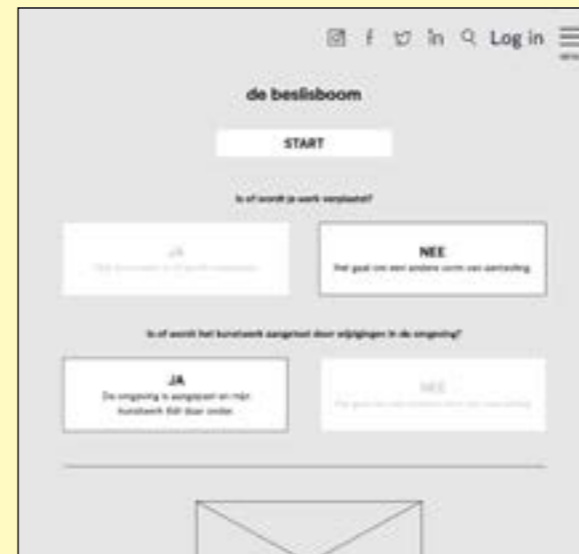 Log in
de beslisboom
START
Is of wordt je werk verplaatst?
JA
NEE
Het gaat om een andere vorm van aantasting
Is of wordt het kunstwerk aangetast door wijzigingen in de omgeving?
JA
NEE
De omgeving is aangepast en mijn
kunstwerk lijdt daar onder.